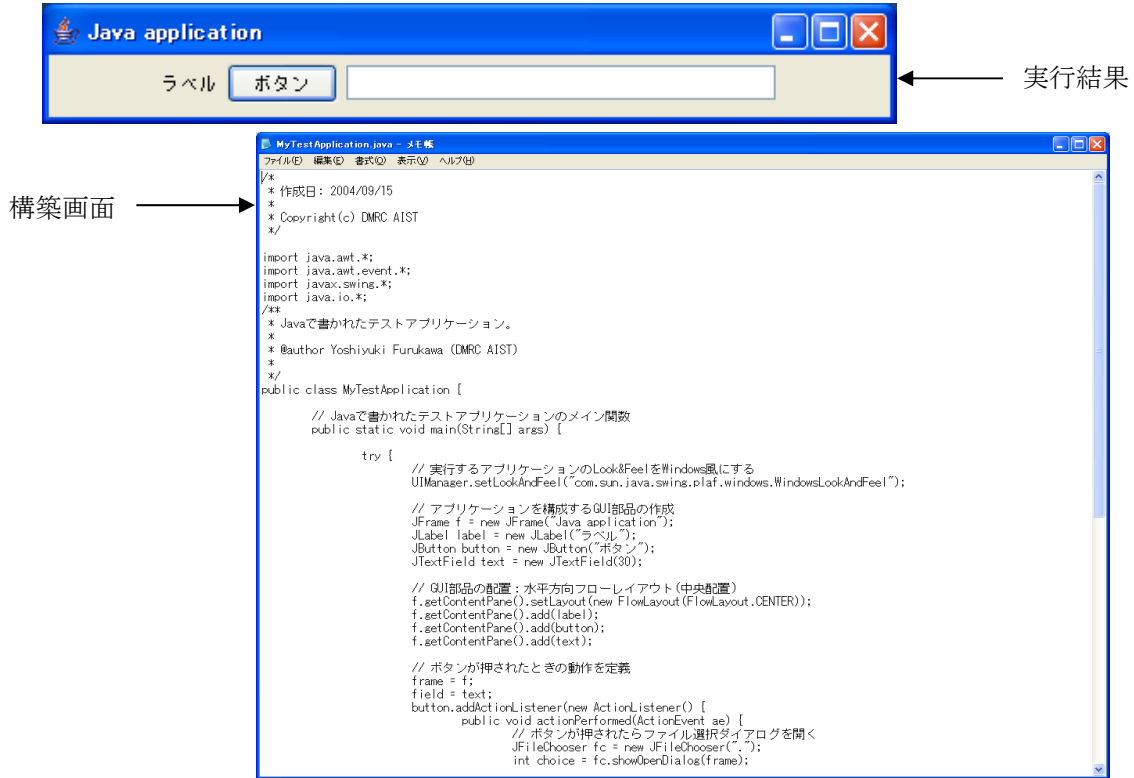 Java application
ラベル ボタン
実行結果
MyTestApplication.java - メモ帳
ファイル(F) 編集(E) 書式(O) 表示(V) ヘルプ(H)
構築画面
/*
* 作成日: 2004/09/15
*
* Copyright(c) DMRC AIST
*/
import java.awt.*;
import java.awt.event.*;
import javax.swing.*;
import java.io.*;
/**
* Javaで書かれたテストアプリケーション。
*
* @author Yoshiyuki Furukawa (DMRC AIST)
*
*/
public class MyTestApplication {
// Javaで書かれたテストアプリケーションのメイン関数
public static void main(String[] args) {
try {
// 実行するアプリケーションのLook&FeelをWindows風にする
UIManager.setLookAndFeel("com.sun.java.swing.plaf.windows.WindowsLookAndFeel");
// アプリケーションを構成するGUI部品の作成
JFrame f = new JFrame("Java application");
JLabel label = new JLabel("ラベル");
JButton button = new JButton("ボタン");
JTextField text = new JTextField(30);
// GUI部品の配置：水平方向フローレイアウト(中央配置)
f.getContentPane().setLayout(new FlowLayout(FlowLayout.CENTER));
f.getContentPane().add(label);
f.getContentPane().add(button);
f.getContentPane().add(text);
// ボタンが押されたときの動作を定義
frame = f;
field = text;
button.addActionListener(new ActionListener() {
public void actionPerformed(ActionEvent ae) {
// ボタンが押されたらファイル選択ダイアログを開く
JFileChooser fc = new JFileChooser(".");
int choice = fc.showOpenDialog(frame);